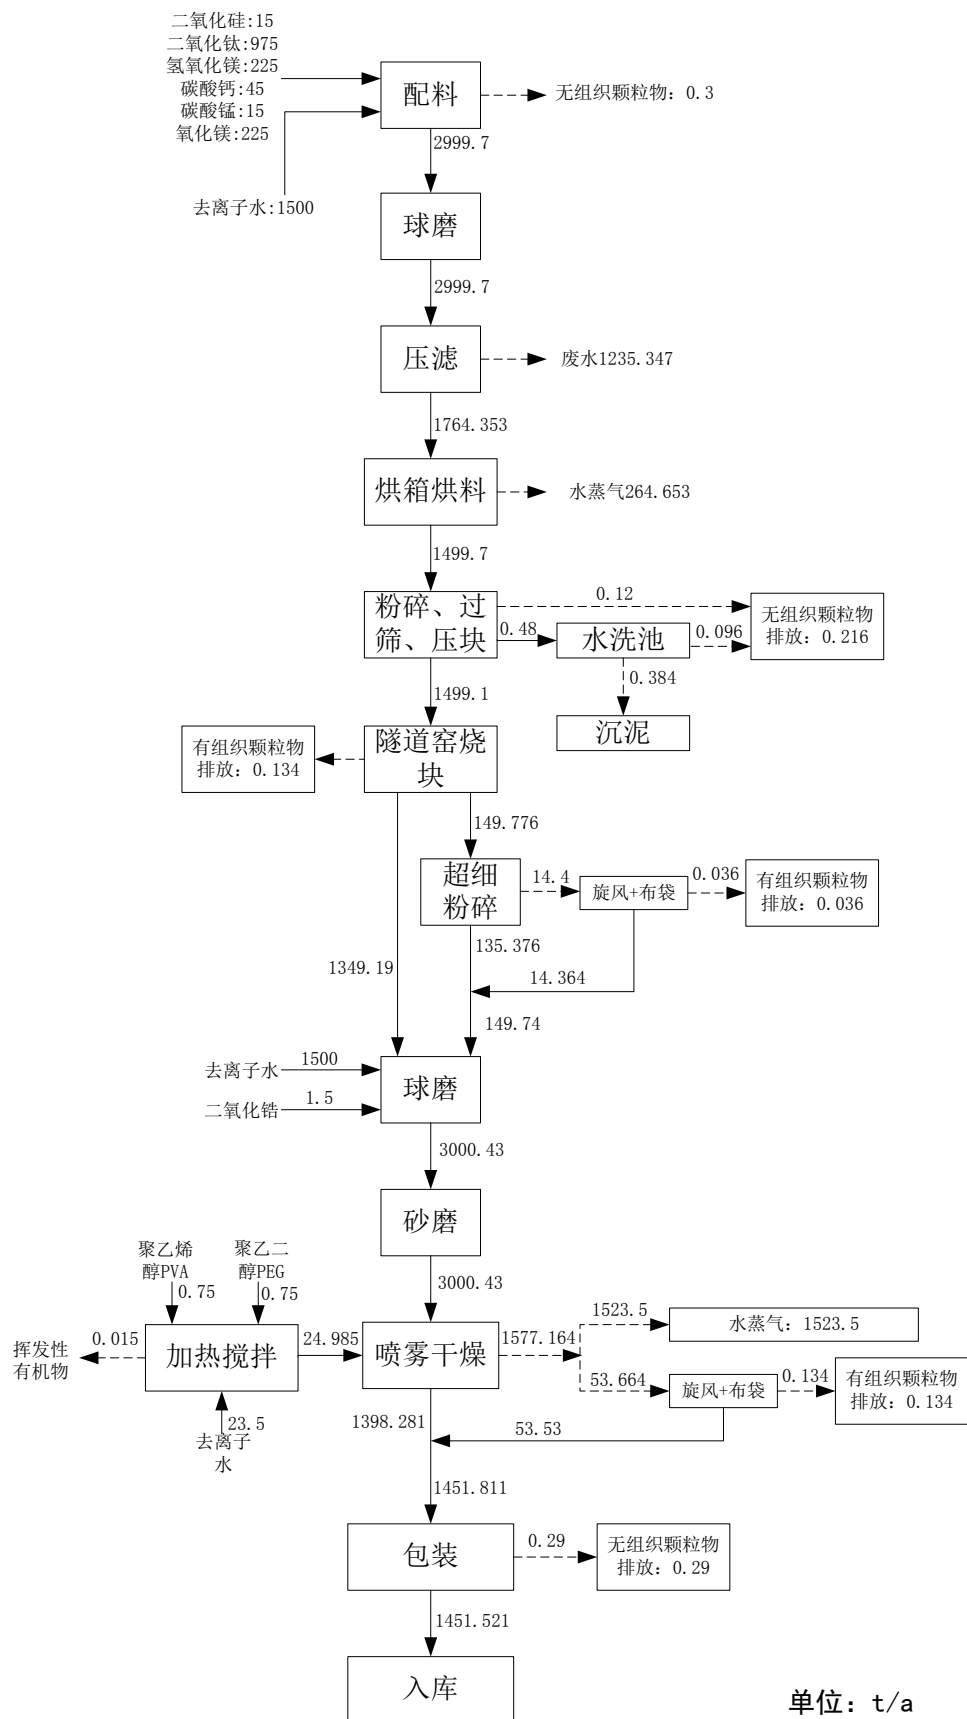 二氧化硅:15
二氧化钛:975
氢氧化镁:225
碳酸钙:45
碳酸锰:15
氧化镁:225
去离子水:1500
配料
无组织颗粒物：0.3
2999.7
球磨
2999.7
压滤
废水1235.347
1764.353
烘箱烘料
水蒸气264.653
1499.7
粉碎、过
筛、压块
0.12
0.48
水洗池
0.096
无组织颗粒物
排放：0.216
0.384
沉泥
1499.1
隧道窑烧
块
有组织颗粒物
排放：0.134
149.776
超细
粉碎
14.4
旋风+布袋
0.036
有组织颗粒物
排放：0.036
135.376
1349.19
14.364
149.74
去离子水
1500
二氧化锆
1.5
球磨
3000.43
砂磨
3000.43
聚乙烯
醇PVA
0.75
聚乙二
醇PEG
0.75
挥发性
有机物
0.015
加热搅拌
24.985
23.5
去离子
水
喷雾干燥
1577.164
1523.5
水蒸气：1523.5
53.664
旋风+布袋
0.134
有组织颗粒物
排放：0.134
1398.281
53.53
1451.811
包装
0.29
无组织颗粒物
排放：0.29
1451.521
入库
单位：t/a